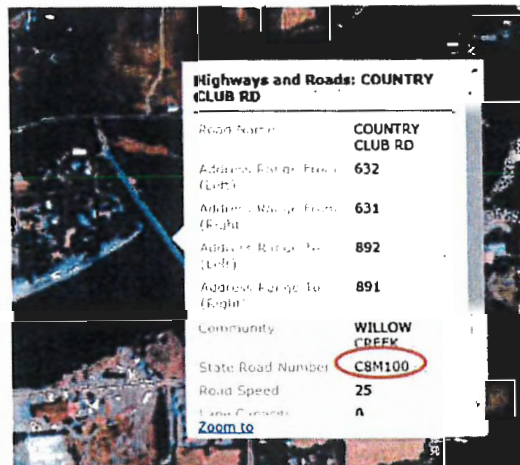 Highways and Roads: COUNTRY
CLUB RD
Road Name COUNTRY
CLUB RD
Address Range From 632
(Left)
Address Range From 631
(Right
Address Range To 892
(Left)
Address Range To 891
(Right)
Community WILLOW
CREEK
State Road Number C8M100
Road Speed 25
Lane Capacity 0
Zoom to